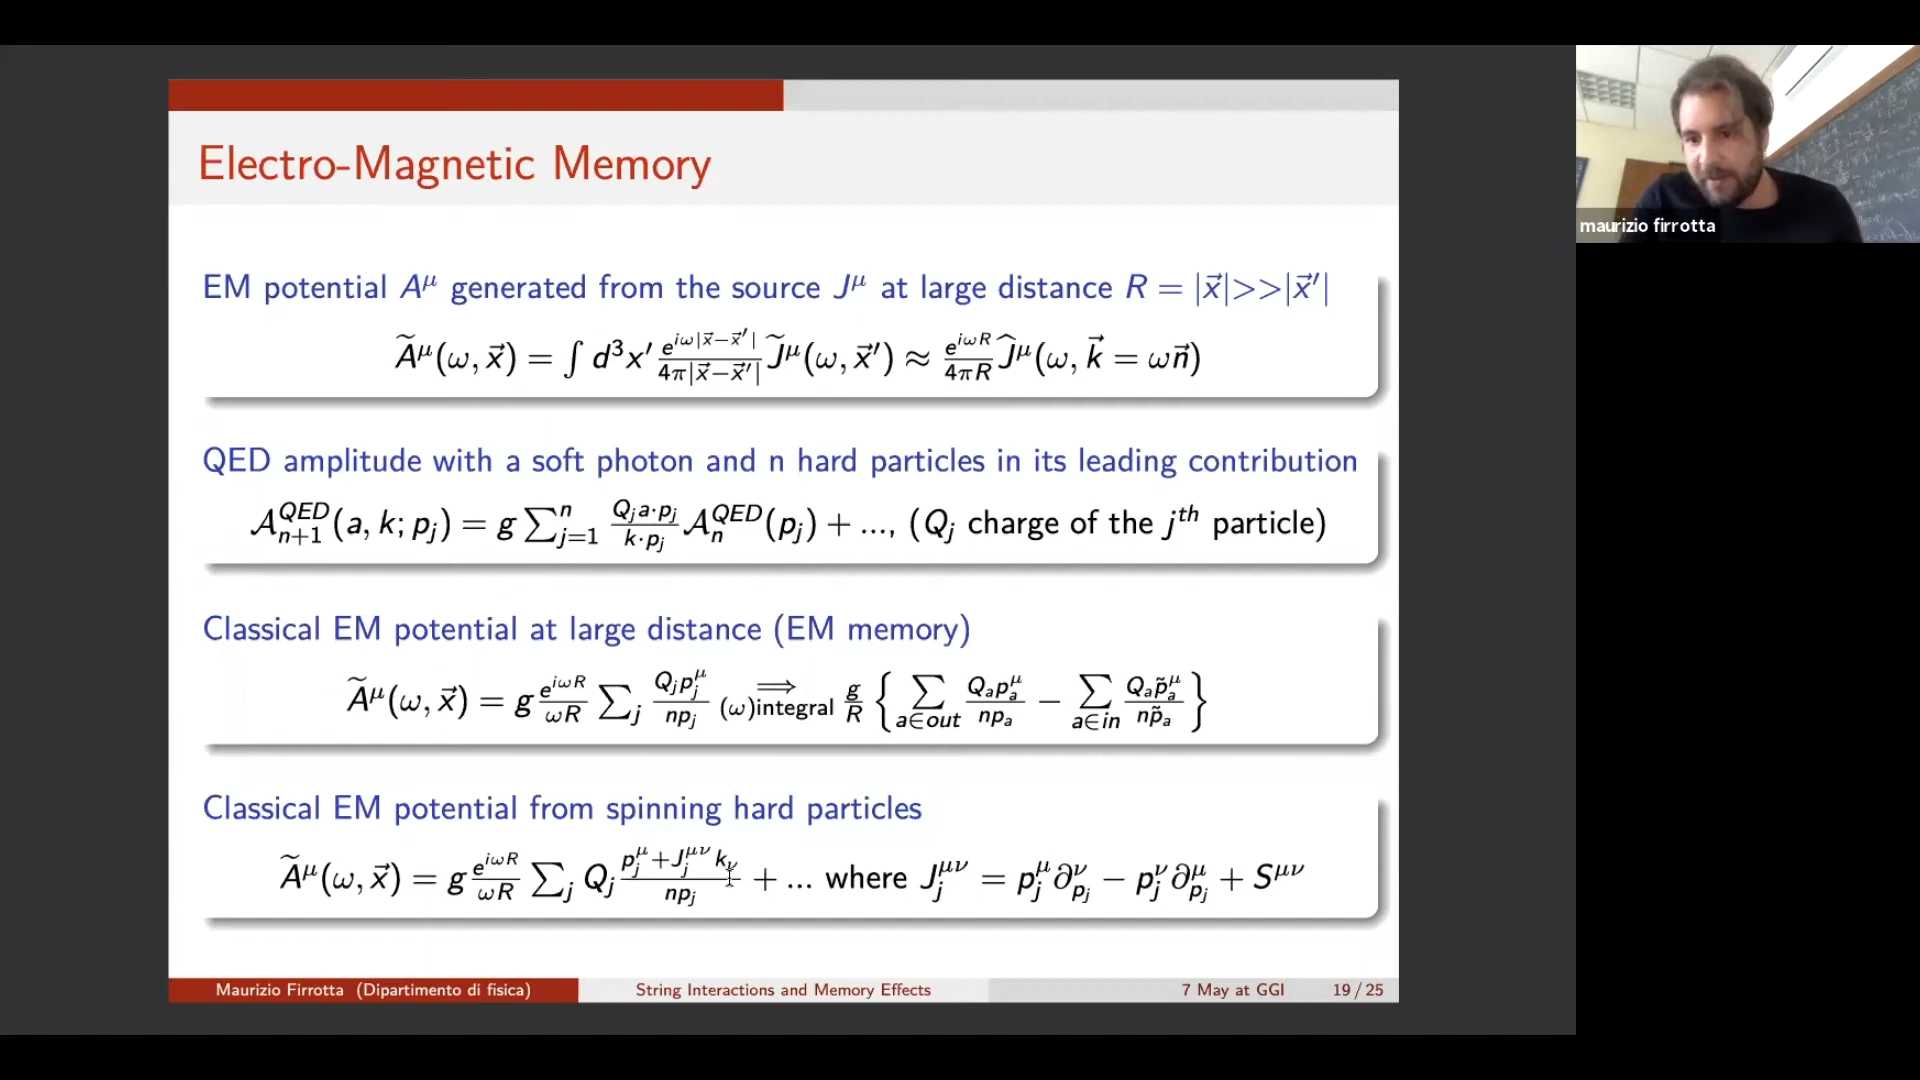 Electro-Magnetic Memory
EM potential A^μ generated from the source J^μ at large distance R = |x⃗|>>|x⃗′|
Ã^μ(ω, x⃗) = ∫ d³x′ e^{iω|x⃗−x⃗′|}/4π|x⃗−x⃗′| J̃^μ(ω, x⃗′) ≈ e^{iωR}/4πR Ĵ^μ(ω, k⃗ = ωn⃗)
QED amplitude with a soft photon and n hard particles in its leading contribution
𝒜^{QED}_{n+1}(a, k; p_j) = g ∑^n_{j=1} Q_j a·p_j/k·p_j 𝒜^{QED}_n(p_j) + ..., (Q_j charge of the j^{th} particle)
Classical EM potential at large distance (EM memory)
Ã^μ(ω, x⃗) = g e^{iωR}/ωR ∑_j Q_j p_j^μ/np_j ⟹ (ω)integral g/R { ∑_{a∈out} Q_a p_a^μ/np_a − ∑_{a∈in} Q_a p̃_a^μ/np̃_a }
Classical EM potential from spinning hard particles
Ã^μ(ω, x⃗) = g e^{iωR}/ωR ∑_j Q_j p_j^μ+J_j^{μν}k_ν/np_j + ... where J_j^{μν} = p_j^μ ∂^ν_{p_j} − p_j^ν ∂^μ_{p_j} + S^{μν}
Maurizio Firrotta (Dipartimento di fisica) String Interactions and Memory Effects 7 May at GGI 19 / 25
maurizio firrotta